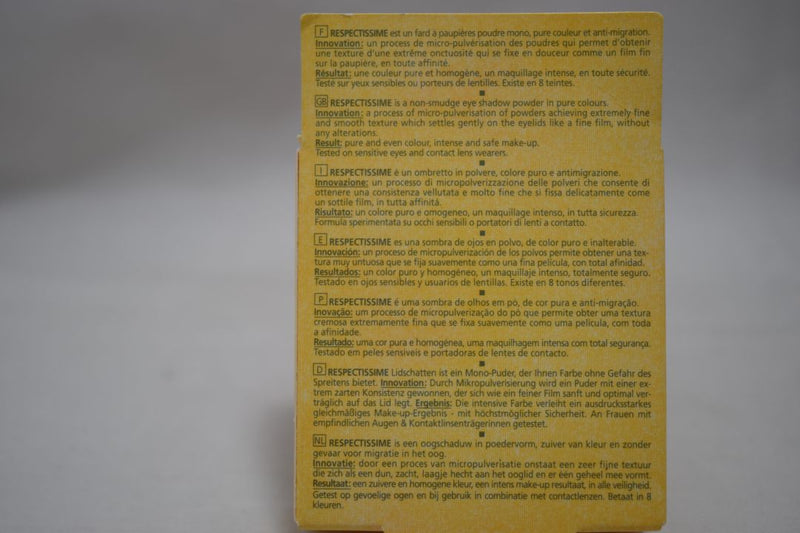 F RESPECTISSIME est un fard à paupières poudre mono, pure couleur et anti-migration.
Innovation: un process de micro-pulvérisation des poudres qui permet d'obtenir
une texture d'une extrême onctuosité qui se fixe en douceur comme un film fin
sur la paupière, en toute affinité.
Résultat: une couleur pure et homogène, un maquillage intense, en toute sécurité.
Testé sur yeux sensibles ou porteurs de lentilles. Existe en 8 teintes.
GB RESPECTISSIME is a non-smudge eye shadow powder in pure colours.
Innovation: a process of micro-pulverisation of powders achieving extremely fine
and smooth texture which settles gently on the eyelids like a fine film, without
any alterations.
Result: pure and even colour, intense and safe make-up.
Tested on sensitive eyes and contact lens wearers.
I RESPECTISSIME é un ombretto in polvere, colore puro e antimigrazione.
Innovazione: un processo di micropolverizzazione delle polveri che consente di
ottenere una consistenza vellutata e molto fine che si fissa delicatamente come
un sottile film, in tutta affinitá.
Risultato: un colore puro e omogeneo, un maquillage intenso, in tutta sicurezza.
Formula sperimentata su occhi sensibili o portatori di lenti a contatto.
E RESPECTISSIME es una sombra de ojos en polvo, de color puro e inalterable.
Innovación: un proceso de micropulverización de los polvos permite obtener una tex-
tura muy untuosa que se fija suavemente como una fina película, con total afinidad.
Resultados: un color puro y homogéneo, un maquillaje intenso, totalmente seguro.
Testado en ojos sensibles y usuarios de lentillas. Existe en 8 tonos diferentes.
P RESPECTISSIME é uma sombra de olhos em pó, de cor pura e anti-migração.
Inovação: um processo de micropulverização do pó que permite obter uma textura
cremosa extremamente fina que se fixa suavemente como uma película, com toda
a afinidade.
Resultado: uma cor pura e homogénea, uma maquilhagem intensa com total segurança.
Testado em peles sensiveis e portadoras de lentes de contacto.
D RESPECTISSIME Lidschatten ist ein Mono-Puder, der Ihnen Farbe ohne Gefahr des
Spreitens bietet. Innovation: Durch Mikropulverisierung wird ein Puder mit einer ex-
trem zarten Konsistenz gewonnen, der sich wie ein feiner Film sanft und optimal ver-
träglich auf das Lid legt. Ergebnis: Die intensive Farbe verleiht ein ausdrucksstarkes
gleichmäßiges Make-up-Ergebnis - mit höchstmöglicher Sicherheit. An Frauen mit
empfindlichen Augen & Kontaktlinsenträgerinnen getestet.
NL RESPECTISSIME is een oogschaduw in poedervorm, zuiver van kleur en zonder
gevaar voor migratie in het oog.
Innovatie: door een proces van micropulverisatie onstaat een zeer fijne textuur
die zich als een dun, zacht, laagje hecht aan het ooglid en er één geheel mee vormt.
Resultaat: een zuivere en homogene kleur, een intens make-up resultaat, in alle veiligheid.
Getest op gevoelige ogen en bij gebruik in combinatie met contactlenzen. Betaat in 8
kleuren.